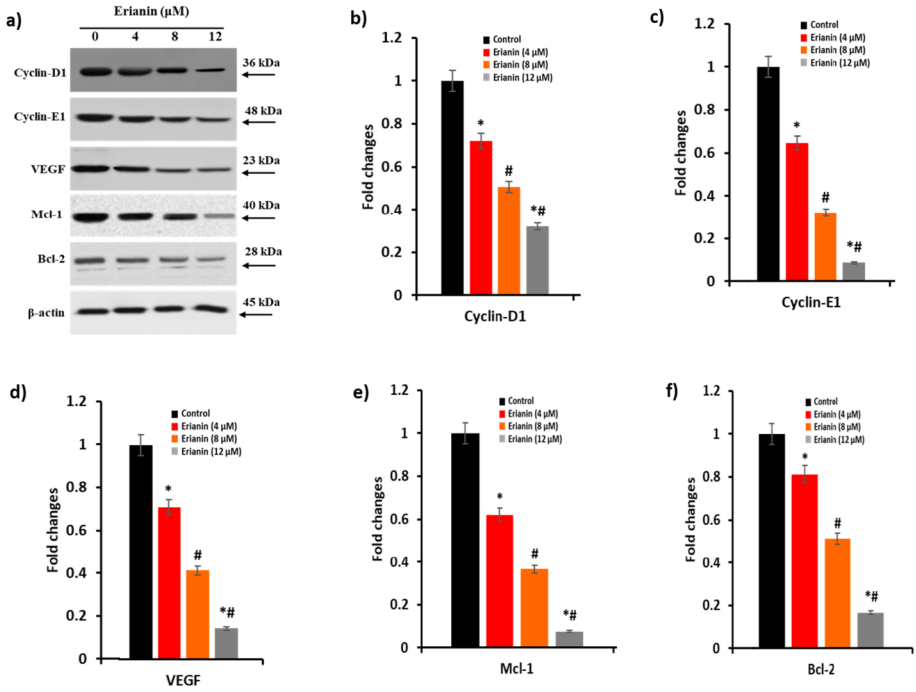 a)
Erianin (µM)
0 4 8 12
Cyclin-D1 36 kDa
Cyclin-E1 48 kDa
VEGF 23 kDa
Mcl-1 40 kDa
Bcl-2 28 kDa
β-actin 45 kDa
b)
Fold changes
1.2
1
0.8
0.6
0.4
0.2
0
Control
Erianin (4 µM)
Erianin (8 µM)
Erianin (12 µM)
*
#
*#
Cyclin-D1
c)
Fold changes
1.2
1
0.8
0.6
0.4
0.2
0
Control
Erianin (4 µM)
Erianin (8 µM)
Erianin (12 µM)
*
#
*#
Cyclin-E1
d)
Fold changes
1.2
1
0.8
0.6
0.4
0.2
0
Control
Erianin (4 µM)
Erianin (8 µM)
Erianin (12 µM)
*
#
*#
VEGF
e)
Fold changes
1.2
1
0.8
0.6
0.4
0.2
0
Control
Erianin (4 µM)
Erianin (8 µM)
Erianin (12 µM)
*
#
*#
Mcl-1
f)
Fold changes
1.2
1
0.8
0.6
0.4
0.2
0
Control
Erianin (4 µM)
Erianin (8 µM)
Erianin (12 µM)
*
#
*#
Bcl-2